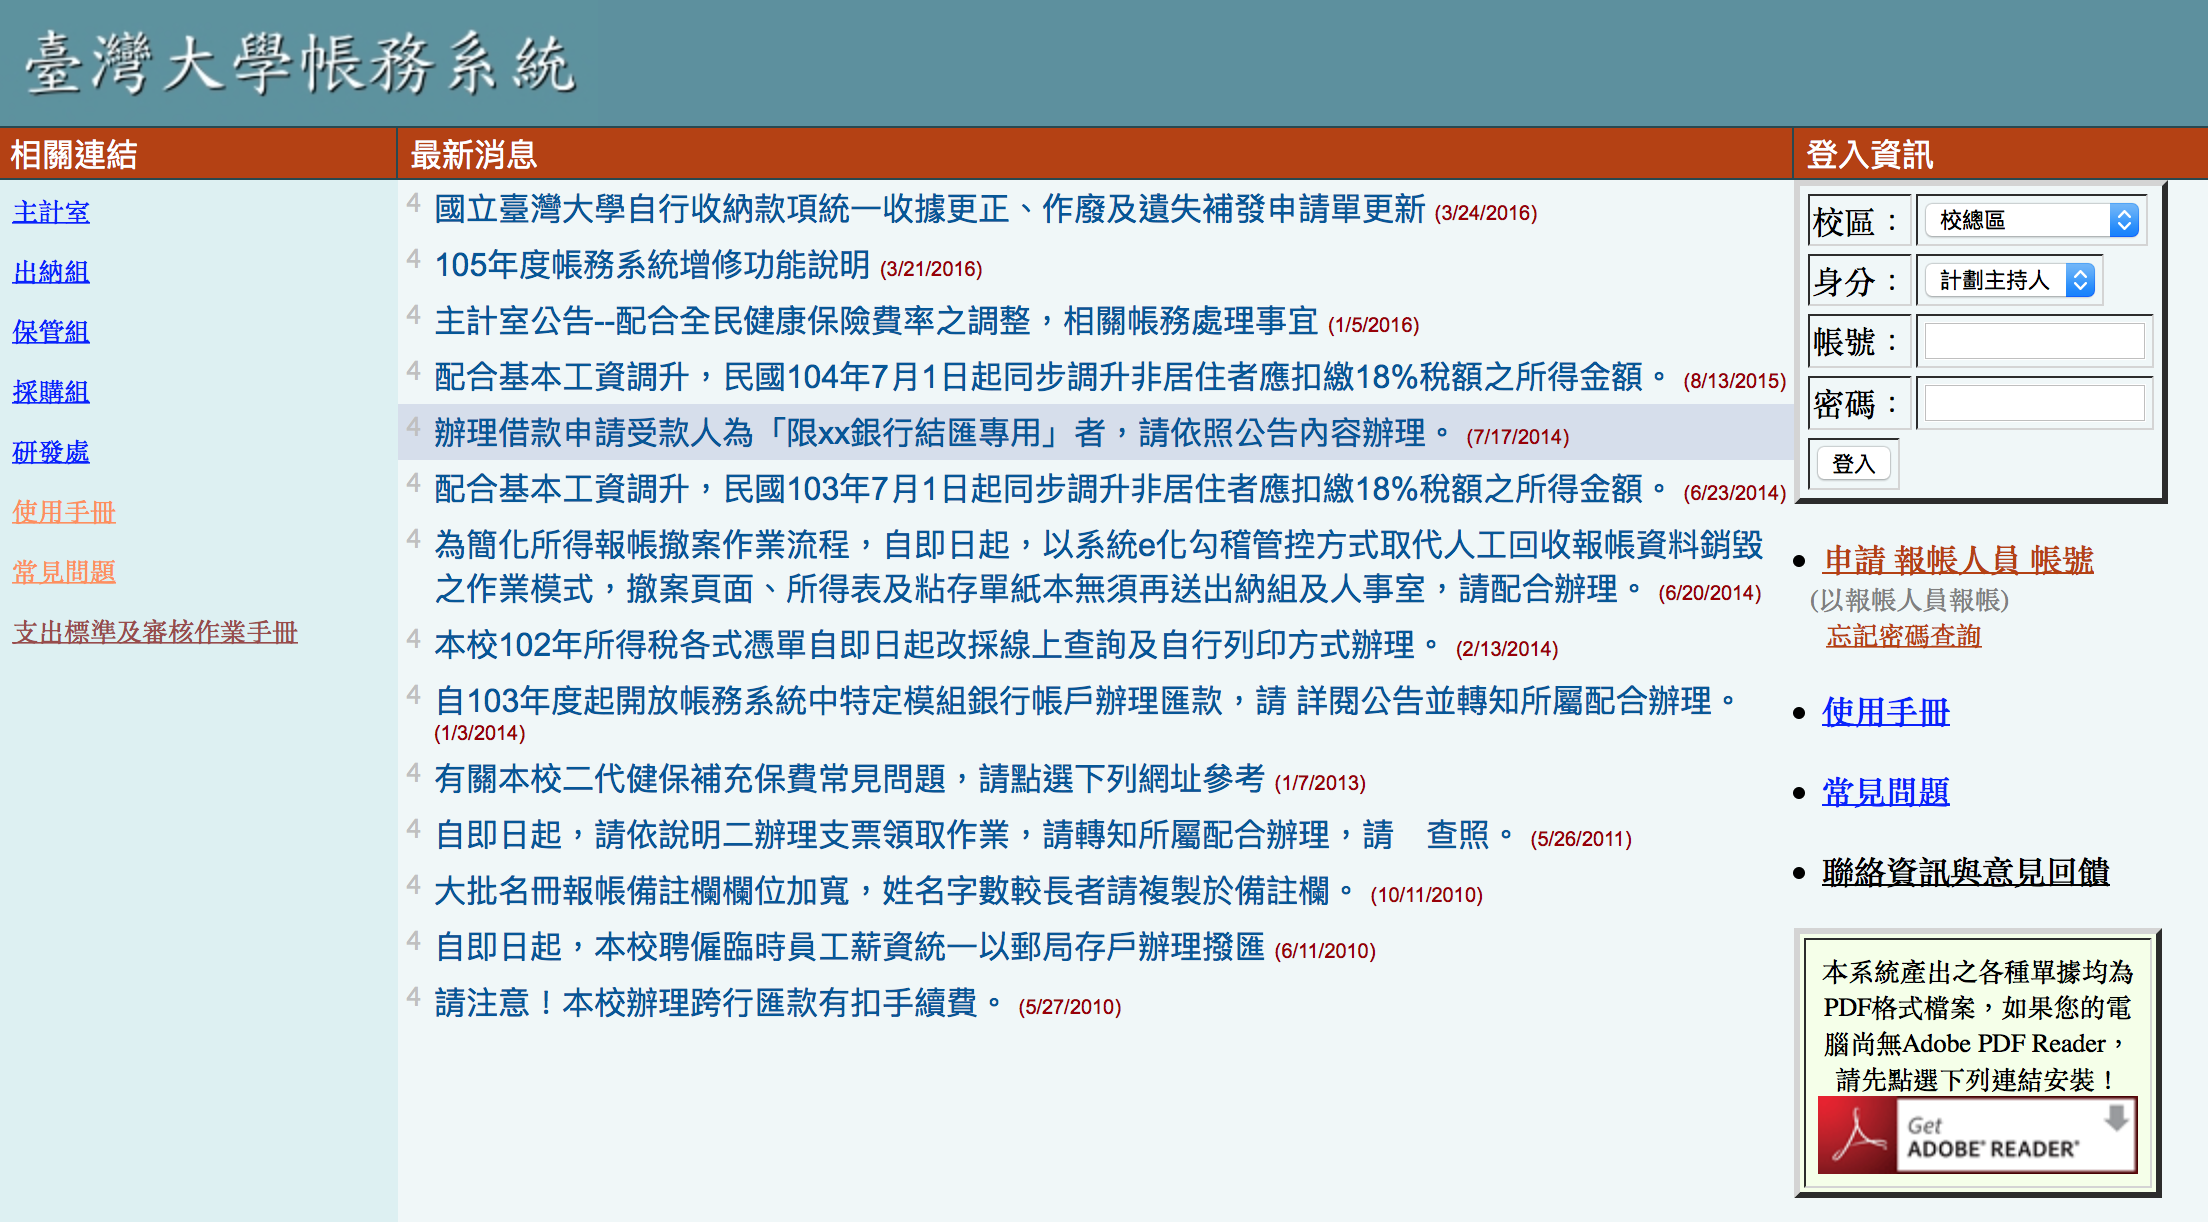 臺灣大學帳務系統
相關連結
主計室
出納組
保管組
採購組
研發處
使用手冊
常見問題
支出標準及審核作業手冊
最新消息
4 國立臺灣大學自行收納款項統一收據更正、作廢及遺失補發申請單更新 (3/24/2016)
4 105年度帳務系統增修功能說明 (3/21/2016)
4 主計室公告--配合全民健康保險費率之調整，相關帳務處理事宜 (1/5/2016)
4 配合基本工資調升，民國104年7月1日起同步調升非居住者應扣繳18%稅額之所得金額。 (8/13/2015)
4 辦理借款申請受款人為「限xx銀行結匯專用」者，請依照公告內容辦理。 (7/17/2014)
4 配合基本工資調升，民國103年7月1日起同步調升非居住者應扣繳18%稅額之所得金額。 (6/23/2014)
4 為簡化所得報帳撤案作業流程，自即日起，以系統e化勾稽管控方式取代人工回收報帳資料銷毀
之作業模式，撤案頁面、所得表及粘存單紙本無須再送出納組及人事室，請配合辦理。 (6/20/2014)
4 本校102年所得稅各式憑單自即日起改採線上查詢及自行列印方式辦理。 (2/13/2014)
4 自103年度起開放帳務系統中特定模組銀行帳戶辦理匯款，請 詳閱公告並轉知所屬配合辦理。
(1/3/2014)
4 有關本校二代健保補充保費常見問題，請點選下列網址參考 (1/7/2013)
4 自即日起，請依說明二辦理支票領取作業，請轉知所屬配合辦理，請　查照。 (5/26/2011)
4 大批名冊報帳備註欄欄位加寬，姓名字數較長者請複製於備註欄。 (10/11/2010)
4 自即日起，本校聘僱臨時員工薪資統一以郵局存戶辦理撥匯 (6/11/2010)
4 請注意！本校辦理跨行匯款有扣手續費。 (5/27/2010)
登入資訊
校區： 校總區
身分： 計劃主持人
帳號：
密碼：
登入
申請 報帳人員 帳號
(以報帳人員報帳)
忘記密碼查詢
使用手冊
常見問題
聯絡資訊與意見回饋
本系統產出之各種單據均為
PDF格式檔案，如果您的電
腦尚無Adobe PDF Reader，
請先點選下列連結安裝！
Get
ADOBE® READER®